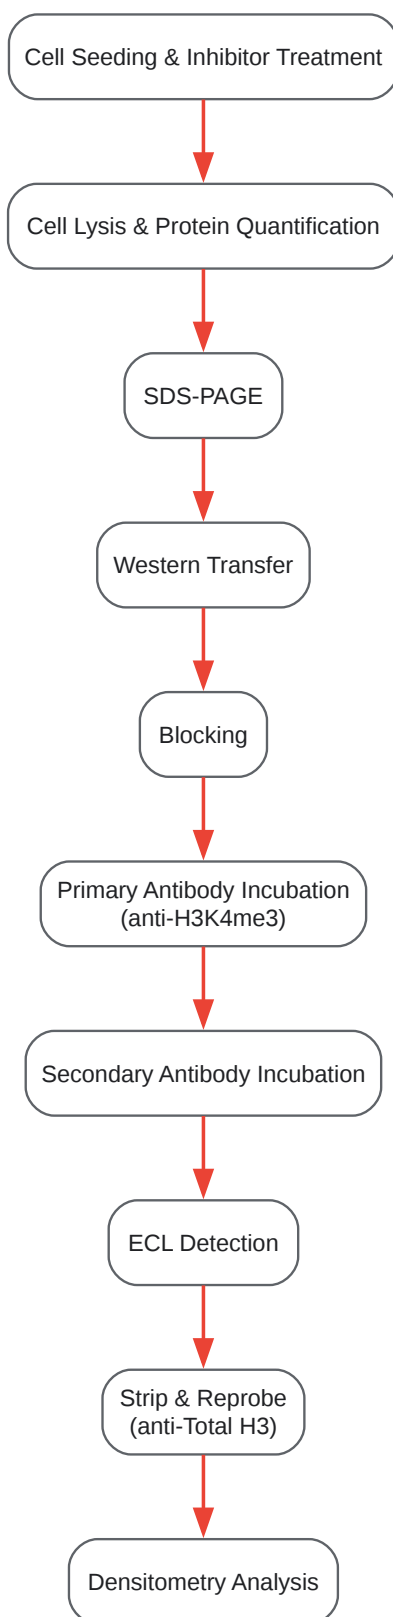 Cell Seeding & Inhibitor Treatment
Cell Lysis & Protein Quantification
SDS-PAGE
Western Transfer
Blocking
Primary Antibody Incubation
(anti-H3K4me3)
Secondary Antibody Incubation
ECL Detection
Strip & Reprobe
(anti-Total H3)
Densitometry Analysis